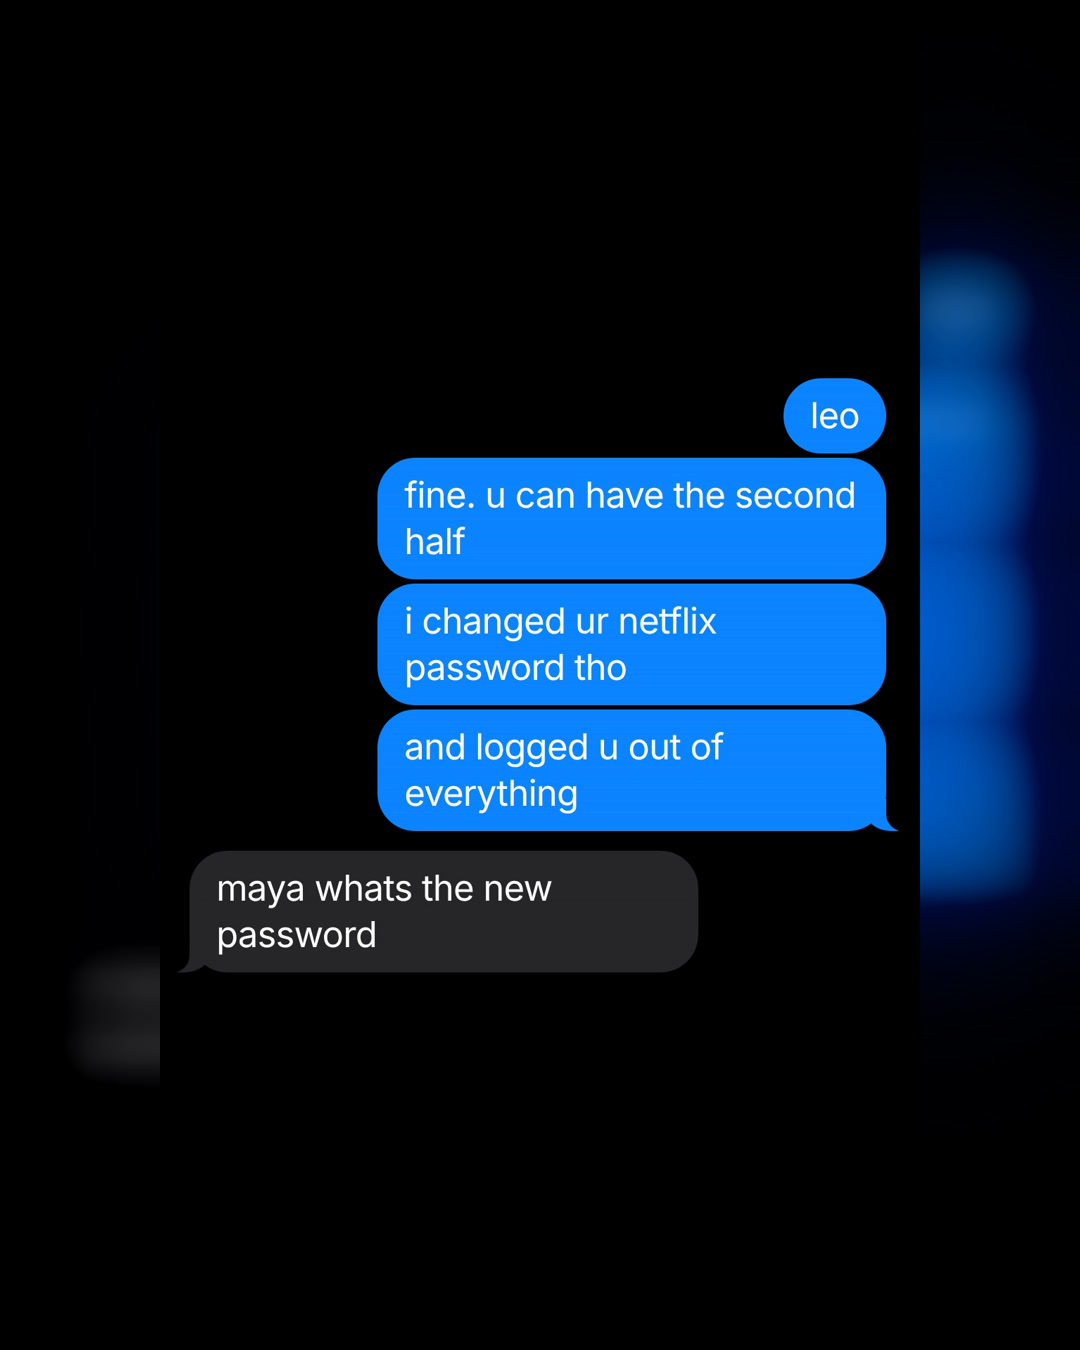 leo
fine. u can have the second
half
i changed ur netflix
password tho
and logged u out of
everything
maya whats the new
password